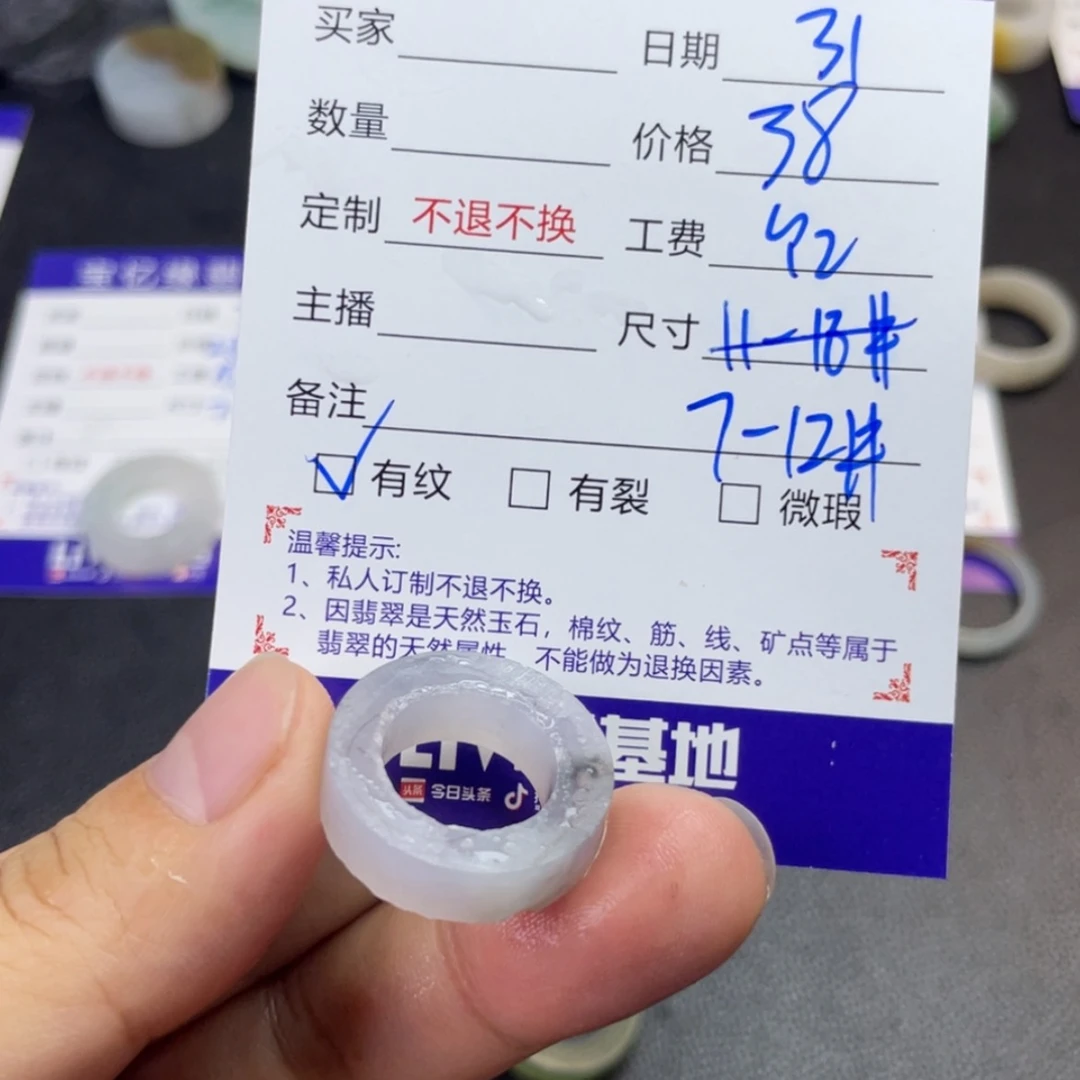 买家 日期 31
数量 价格 38
定制 不退不换 工费 42
主播 尺寸 11-18#
备注 7-12#
☑ 有纹 □ 有裂 □ 微瑕
温馨提示:
1、私人订制不退不换。
2、因翡翠是天然玉石，棉纹、筋、线、矿点等属于
翡翠的天然属性 不能做为退换因素。
基地
头条 今日头条